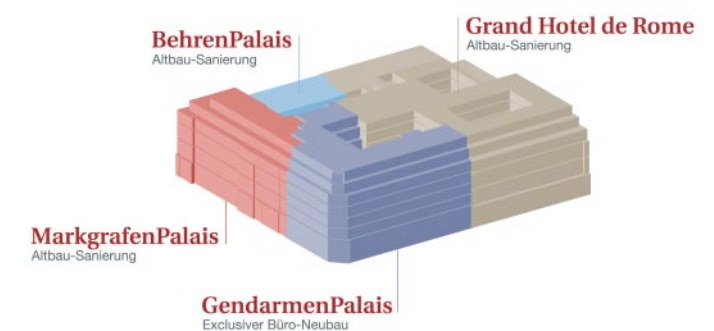 Grand Hotel de Rome
Altbau-Sanierung
BehrenPalais
Altbau-Sanierung
MarkgrafenPalais
Altbau-Sanierung
GendarmenPalais
Exclusiver Büro-Neubau